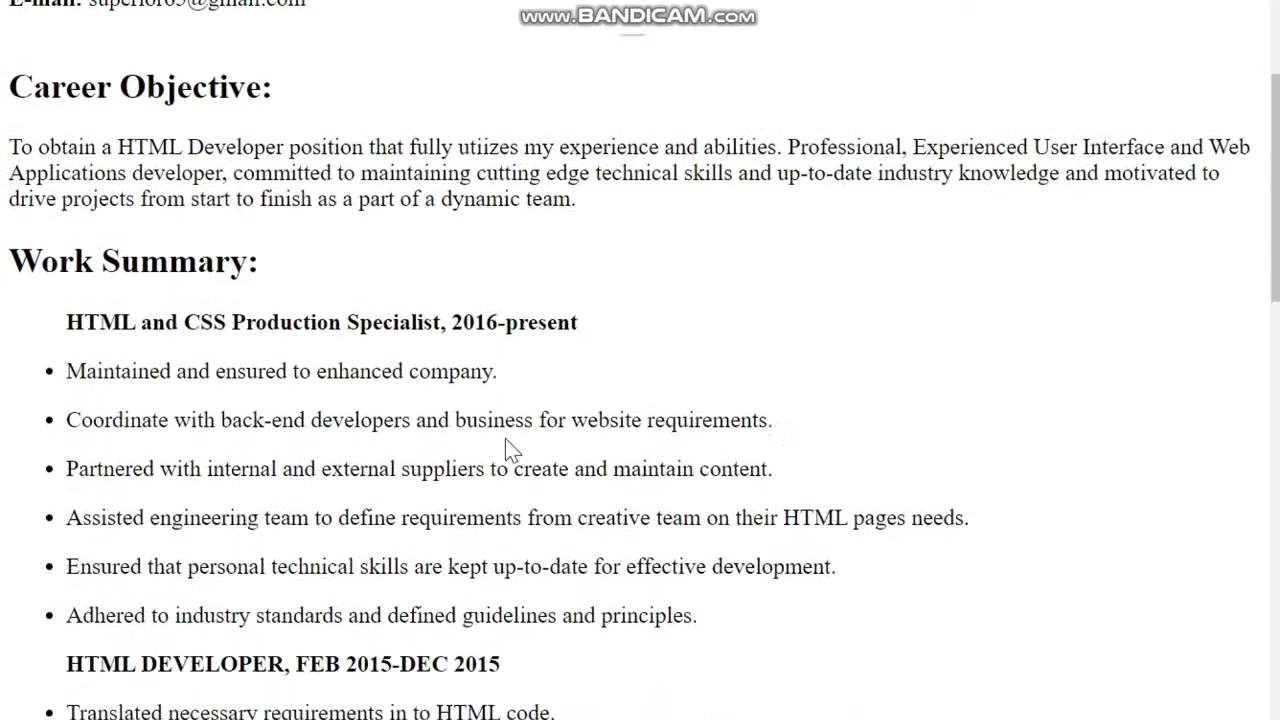 E-mail: superior65@gmail.com
www.BANDICAM.com
Career Objective:
To obtain a HTML Developer position that fully utiizes my experience and abilities. Professional, Experienced User Interface and Web
Applications developer, committed to maintaining cutting edge technical skills and up-to-date industry knowledge and motivated to
drive projects from start to finish as a part of a dynamic team.
Work Summary:
HTML and CSS Production Specialist, 2016-present
• Maintained and ensured to enhanced company.
• Coordinate with back-end developers and business for website requirements.
• Partnered with internal and external suppliers to create and maintain content.
• Assisted engineering team to define requirements from creative team on their HTML pages needs.
• Ensured that personal technical skills are kept up-to-date for effective development.
• Adhered to industry standards and defined guidelines and principles.
HTML DEVELOPER, FEB 2015-DEC 2015
• Translated necessary requirements in to HTML code.